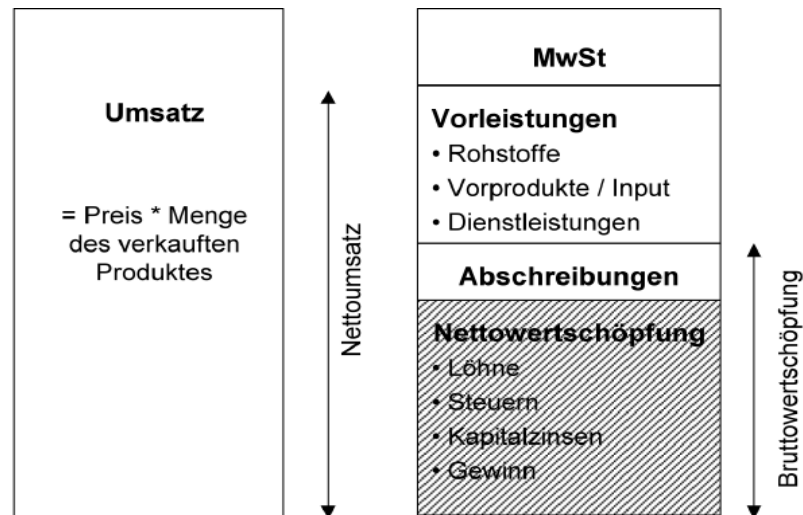 Umsatz
= Preis * Menge
des verkauften
Produktes
Nettoumsatz
MwSt
Vorleistungen
• Rohstoffe
• Vorprodukte / Input
• Dienstleistungen
Abschreibungen
Nettowertschöpfung
• Löhne
• Steuern
• Kapitalzinsen
• Gewinn
Bruttowertschöpfung